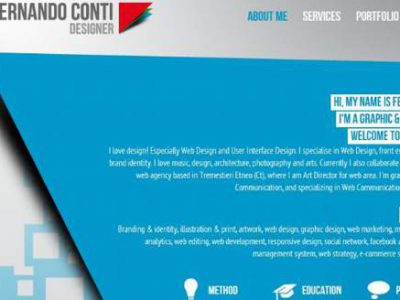 ERNANDO CONTI
DESIGNER
ABOUT ME SERVICES PORTFOLIO
HI, MY NAME IS FE
I'M A GRAPHIC &
WELCOME TO
I love design! Especially Web Design and User Interface Design. I specialise in Web Design, front e
brand identity. I love music, design, architecture, photography and arts. Currently I also collaborate
web agency based in Tremestieri Etneo (Ct), where I am Art Director for web area. I'm gra
Communication, and specializing in Web Communicatio
Branding & identity, illustration & print, artwork, web design, graphic design, web marketing, m
analytics, web editing, web development, responsive design, social network, facebook a
management system, web strategy, e-commerce s
METHOD EDUCATION P